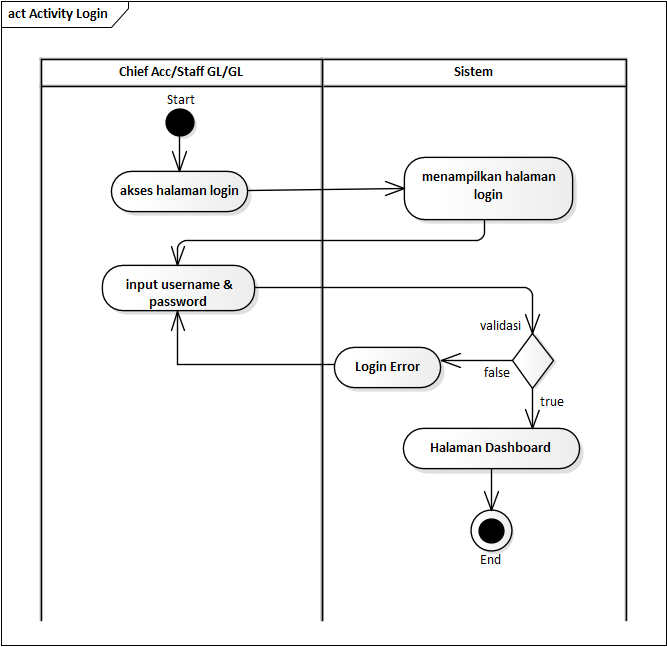 act Activity Login
Chief Acc/Staff GL/GL
Sistem
Start
akses halaman login
menampilkan halaman
login
input username &
password
validasi
Login Error
false
true
Halaman Dashboard
End